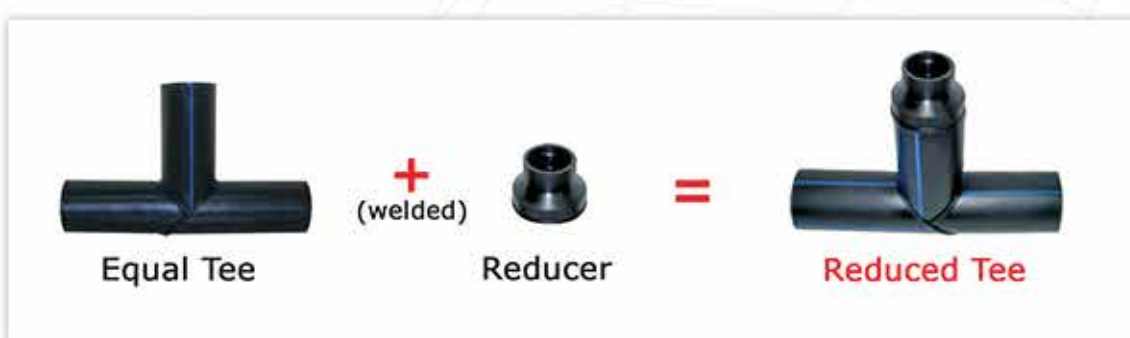 +
(welded)
=
Equal Tee
Reducer
Reduced Tee